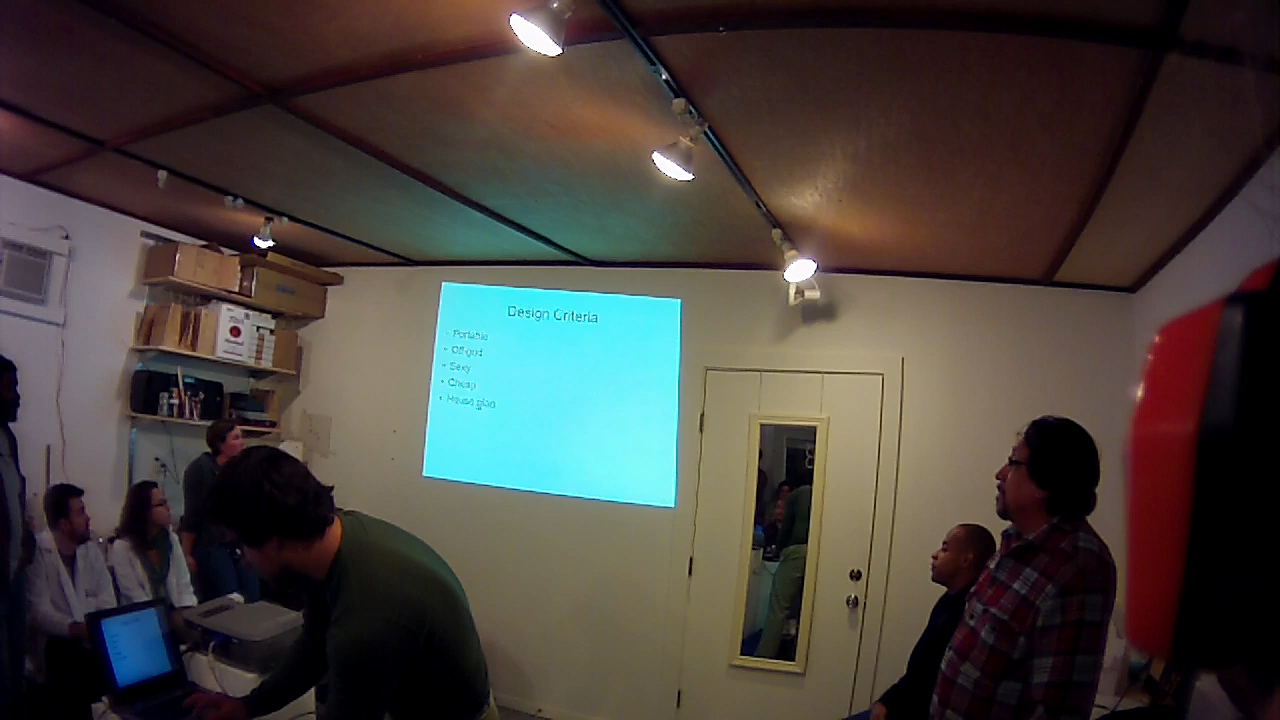 Design Criteria
• Portable
• Off-grid
• Sexy
• Cheap
• House plan